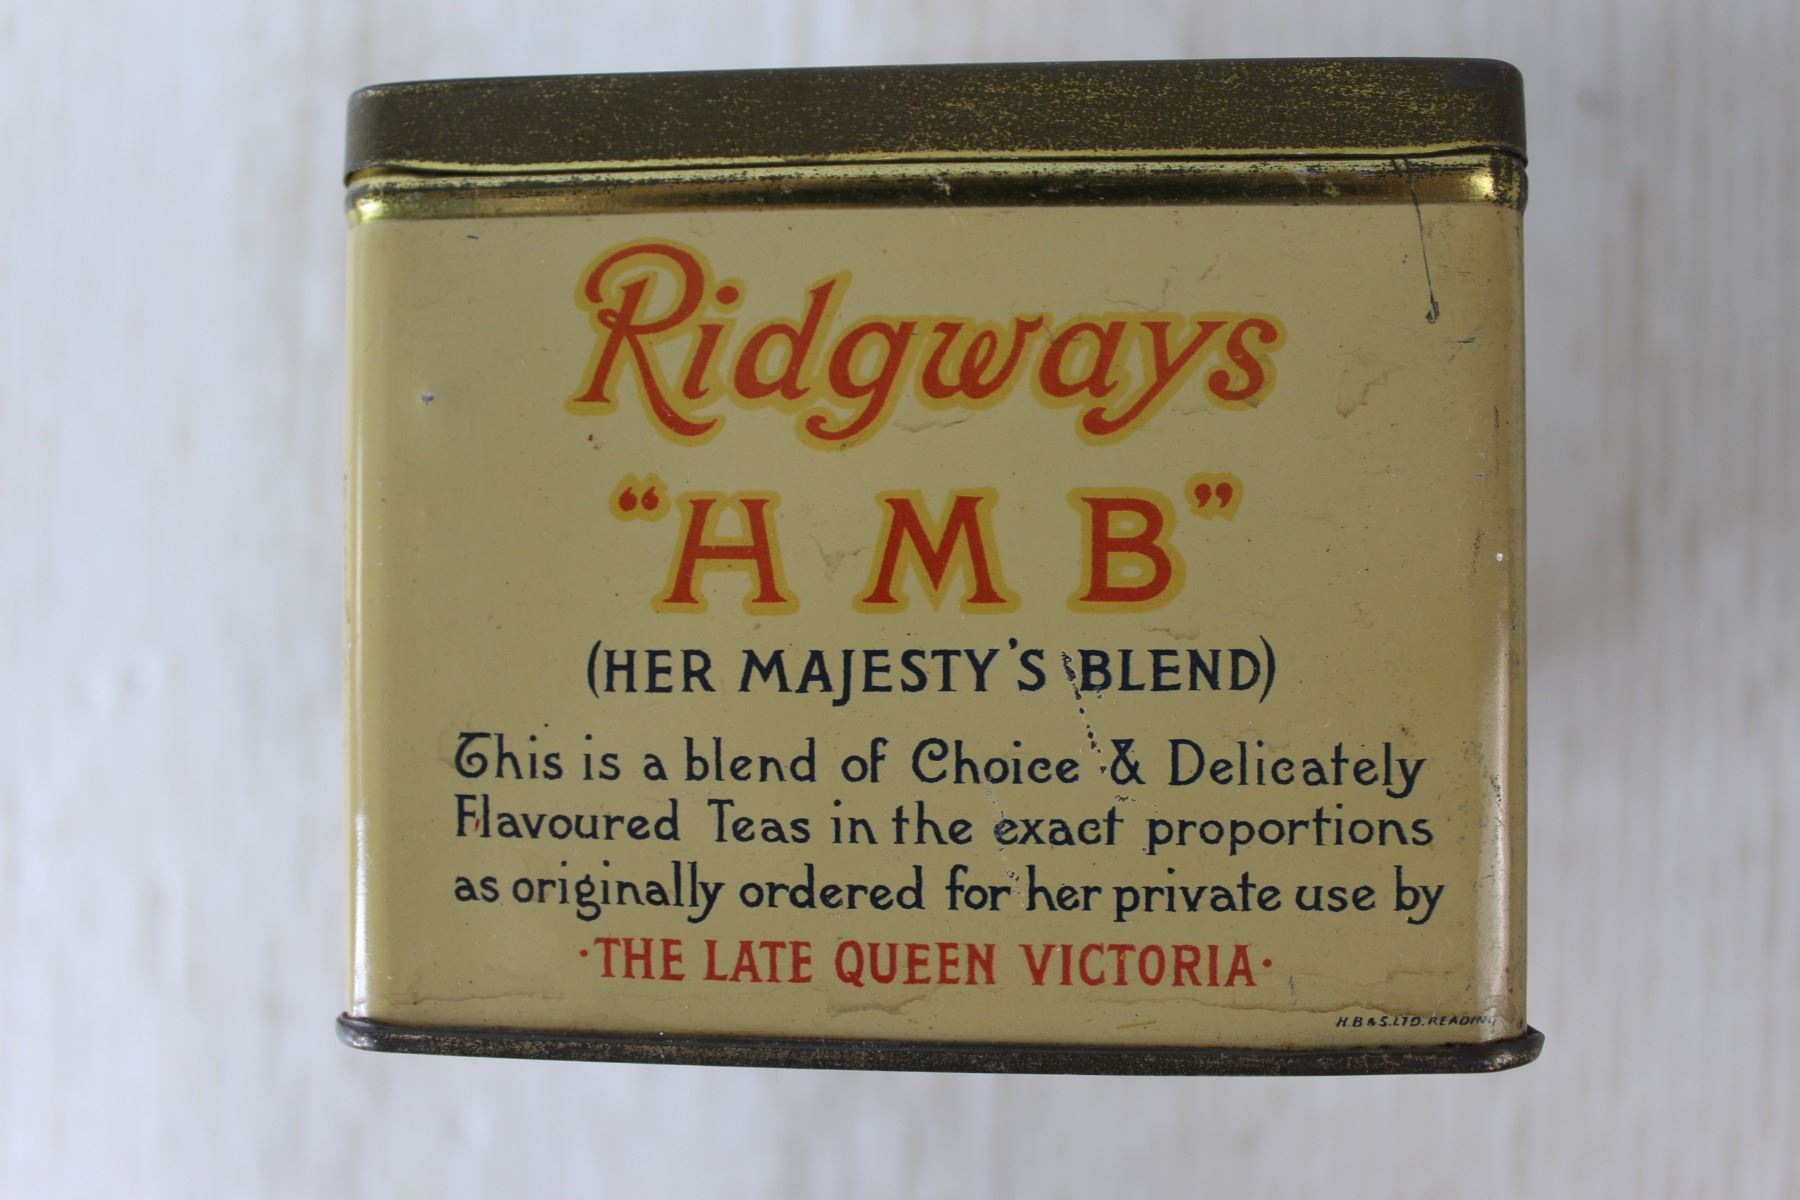 Ridgways
“H M B”
(HER MAJESTY'S BLEND)
This is a blend of Choice & Delicately
Flavoured Teas in the exact proportions
as originally ordered for her private use by
·THE LATE QUEEN VICTORIA·
H.B & S.LTD. READING